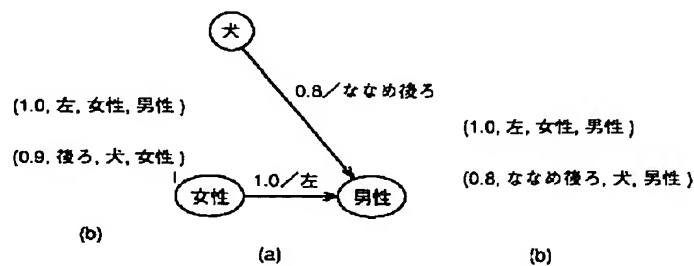 犬
0.8/ななめ後ろ
(1.0, 左, 女性, 男性)
(0.9, 後ろ, 犬, 女性)
(1.0, 左, 女性, 男性)
(0.8, ななめ後ろ, 犬, 男性)
女性
1.0/左
男性
(b)
(a)
(b)